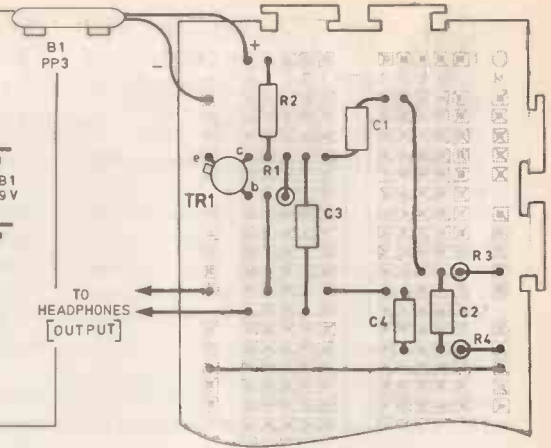 B1
PP3
+
−
R2
C1
e
c
R1
b
TR1
C3
B1
9V
R3
TO
HEADPHONES
[OUTPUT]
C4
C2
R4